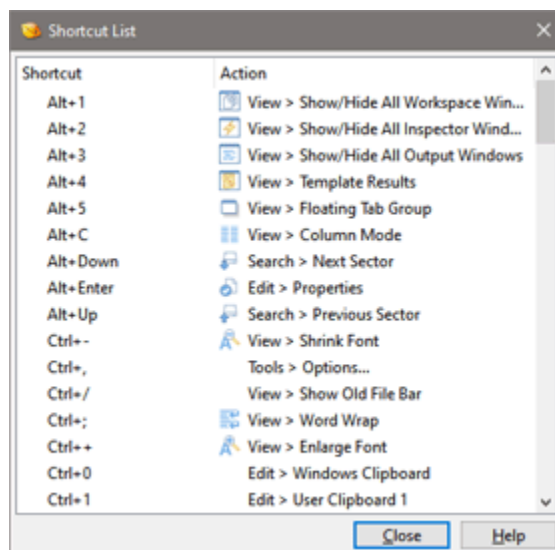 Shortcut List
Shortcut Action
Alt+1 View > Show/Hide All Workspace Win...
Alt+2 View > Show/Hide All Inspector Wind...
Alt+3 View > Show/Hide All Output Windows
Alt+4 View > Template Results
Alt+5 View > Floating Tab Group
Alt+C View > Column Mode
Alt+Down Search > Next Sector
Alt+Enter Edit > Properties
Alt+Up Search > Previous Sector
Ctrl+- View > Shrink Font
Ctrl+, Tools > Options...
Ctrl+/ View > Show Old File Bar
Ctrl+; View > Word Wrap
Ctrl++ View > Enlarge Font
Ctrl+0 Edit > Windows Clipboard
Ctrl+1 Edit > User Clipboard 1
Close Help